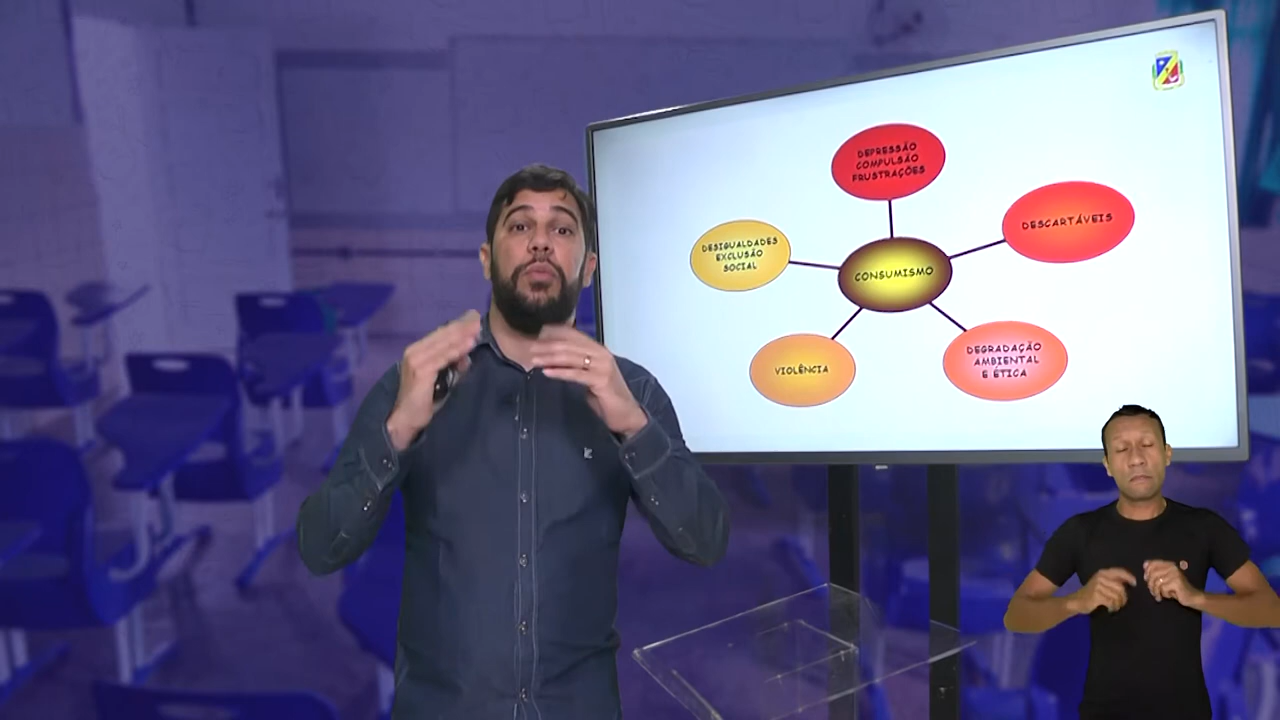 DEPRESSÃO
COMPULSÃO
FRUSTRAÇÕES
DESCARTÁVEIS
DESIGUALDADES
EXCLUSÃO
SOCIAL
CONSUMISMO
VIOLÊNCIA
DEGRADAÇÃO
AMBIENTAL
E ÉTICA